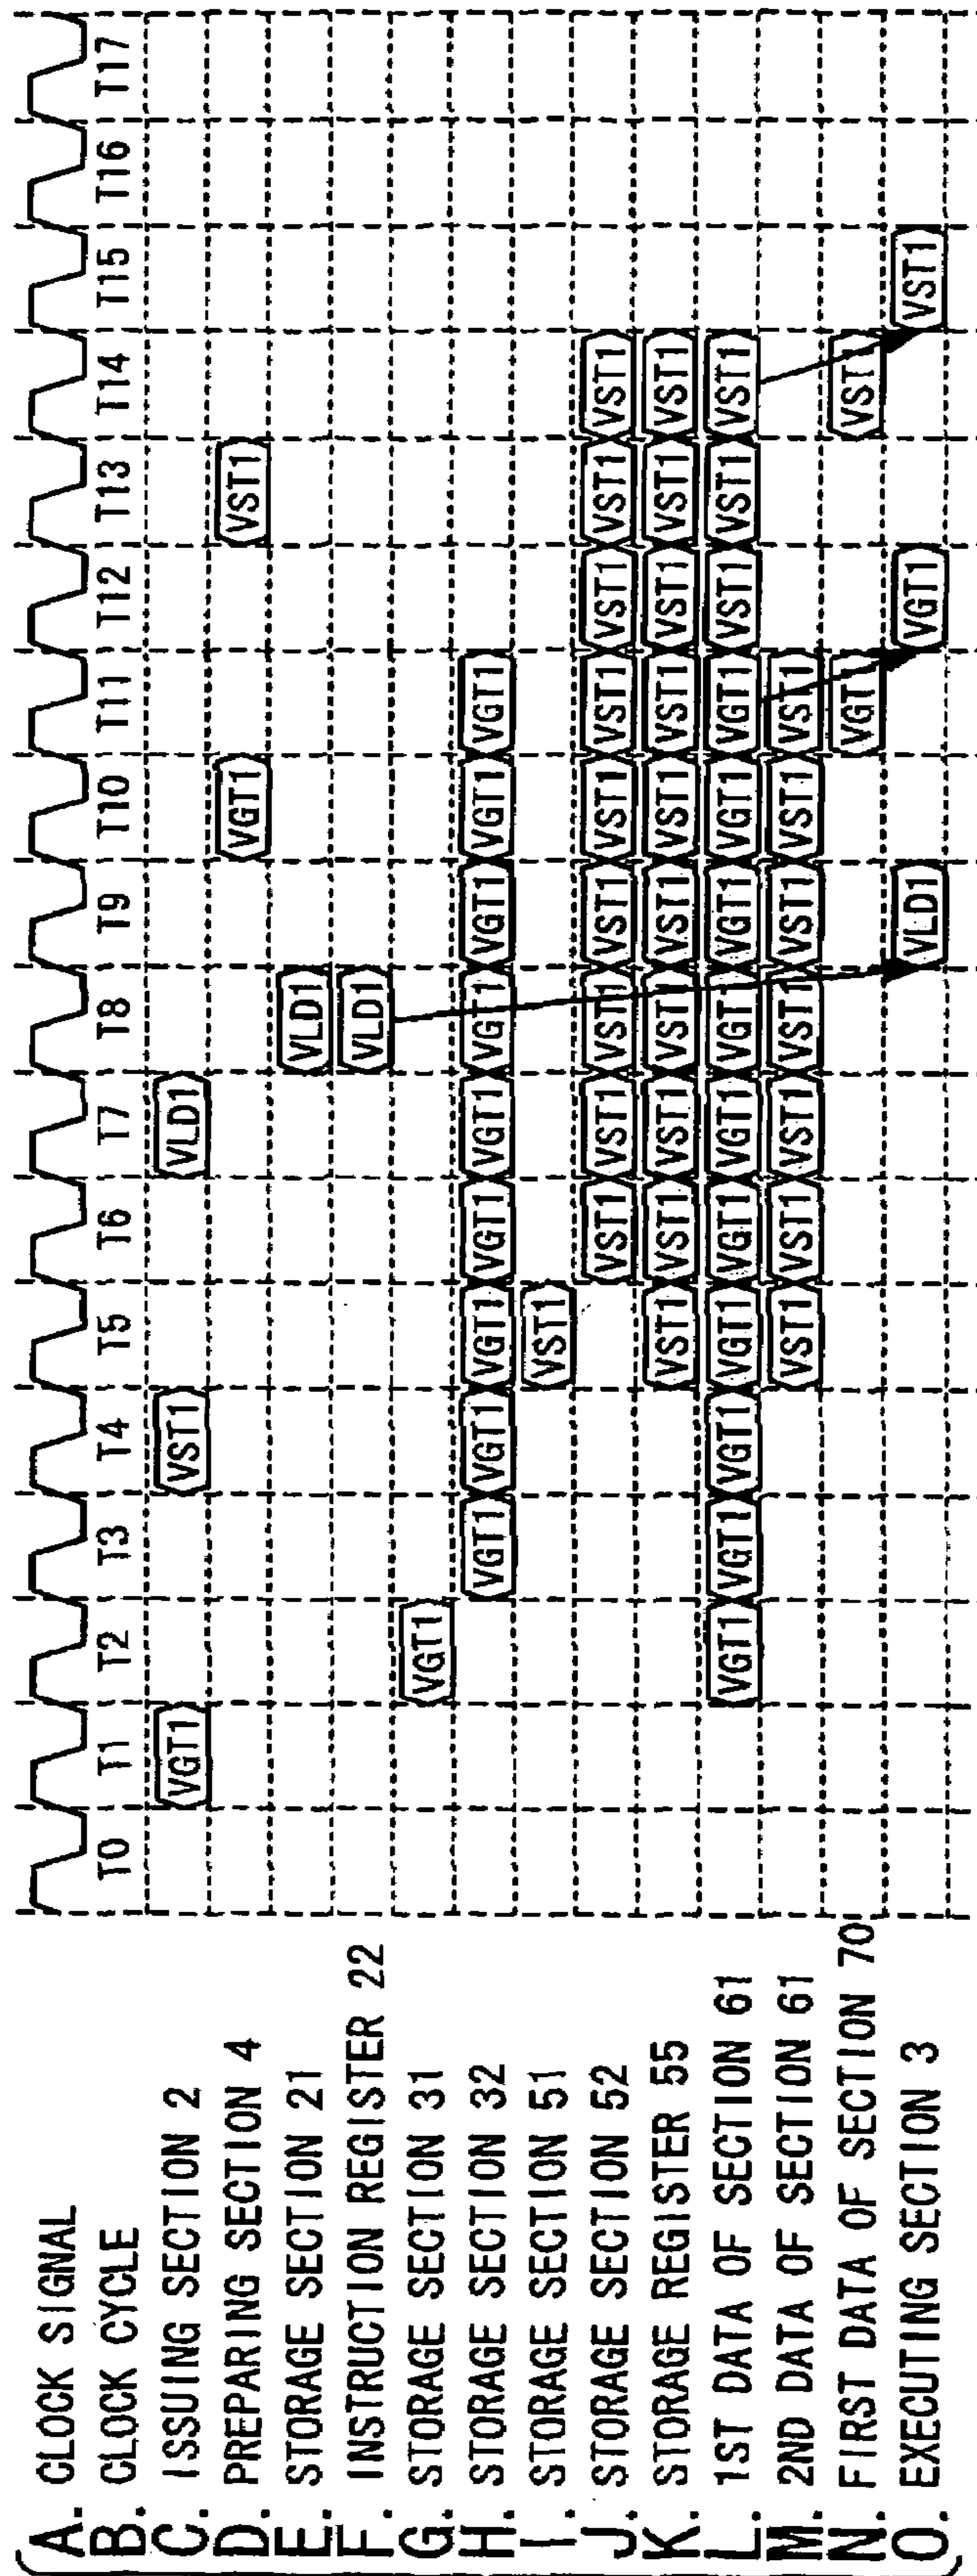 A. CLOCK SIGNAL
B. CLOCK CYCLE T0 T1 T2 T3 T4 T5 T6 T7 T8 T9 T10 T11 T12 T13 T14 T15 T16 T17
C. ISSUING SECTION 2 VGT1 VST1 VLD1
D. PREPARING SECTION 4 VGT1 VST1
E. STORAGE SECTION 21 VLD1
F. INSTRUCTION REGISTER 22 VLD1
G. STORAGE SECTION 31 VGT1
H. STORAGE SECTION 32 VGT1 VGT1 VGT1 VGT1 VGT1 VGT1 VGT1 VGT1 VGT1
I. STORAGE SECTION 51 VST1
J. STORAGE SECTION 52 VST1 VST1 VST1 VST1 VST1 VST1 VST1 VST1 VST1
K. STORAGE REGISTER 55 VST1 VST1 VST1 VST1 VST1 VST1 VST1 VST1 VST1 VST1
L. 1ST DATA OF SECTION 61 VGT1 VGT1 VGT1 VGT1 VGT1 VGT1 VGT1 VGT1 VGT1 VGT1 VST1 VST1 VST1
M. 2ND DATA OF SECTION 61 VST1 VST1 VST1 VST1 VST1 VST1 VST1
N. FIRST DATA OF SECTION 70 VGT1 VST1
O. EXECUTING SECTION 3 VLD1 VGT1 VST1